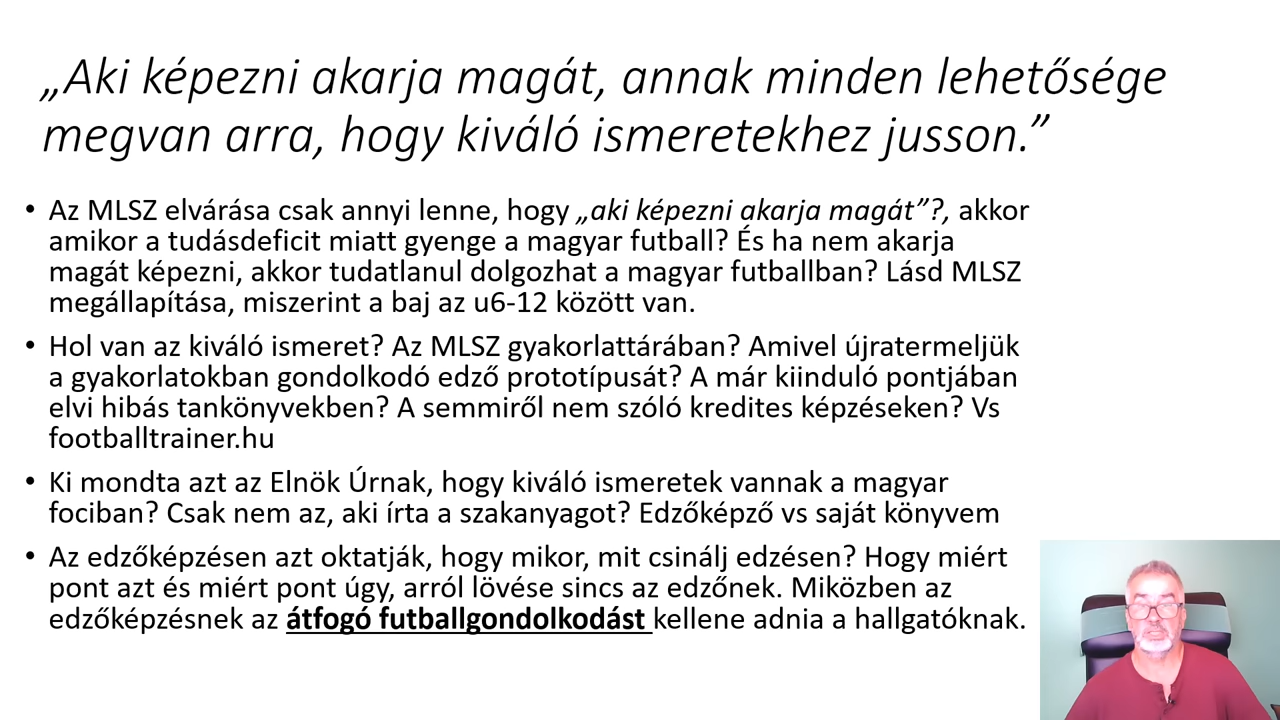 „Aki képezni akarja magát, annak minden lehetősége
megvan arra, hogy kiváló ismeretekhez jusson.”
• Az MLSZ elvárása csak annyi lenne, hogy „aki képezni akarja magát”?, akkor
amikor a tudásdeficit miatt gyenge a magyar futball? És ha nem akarja
magát képezni, akkor tudatlanul dolgozhat a magyar futballban? Lásd MLSZ
megállapítása, miszerint a baj az u6-12 között van.
• Hol van az kiváló ismeret? Az MLSZ gyakorlattárában? Amivel újratermeljük
a gyakorlatokban gondolkodó edző prototípusát? A már kiinduló pontjában
elvi hibás tankönyvekben? A semmiről nem szóló kredites képzéseken? Vs
footballtrainer.hu
• Ki mondta azt az Elnök Úrnak, hogy kiváló ismeretek vannak a magyar
fociban? Csak nem az, aki írta a szakanyagot? Edzőképző vs saját könyvem
• Az edzőképzésen azt oktatják, hogy mikor, mit csinálj edzésen? Hogy miért
pont azt és miért pont úgy, arról lövése sincs az edzőnek. Miközben az
edzőképzésnek az átfogó futballgondolkodást kellene adnia a hallgatóknak.